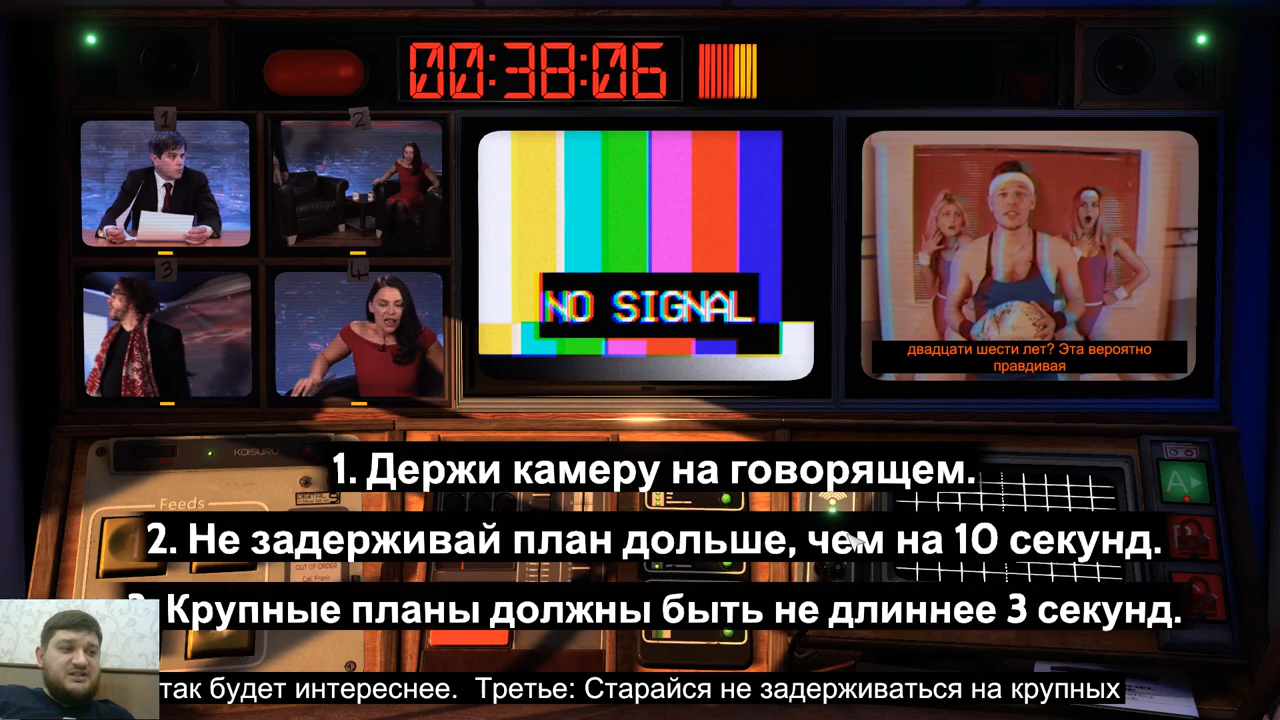 00:38:06
1
2
3
4
NO SIGNAL
двадцати шести лет? Эта вероятно
правдивая
KOISURU
Feeds
OUT OF ORDER
Call Frank
A
1. Держи камеру на говорящем.
2. Не задерживай план дольше, чем на 10 секунд.
Крупные планы должны быть не длиннее 3 секунд.
так будет интереснее. Третье: Старайся не задерживаться на крупных